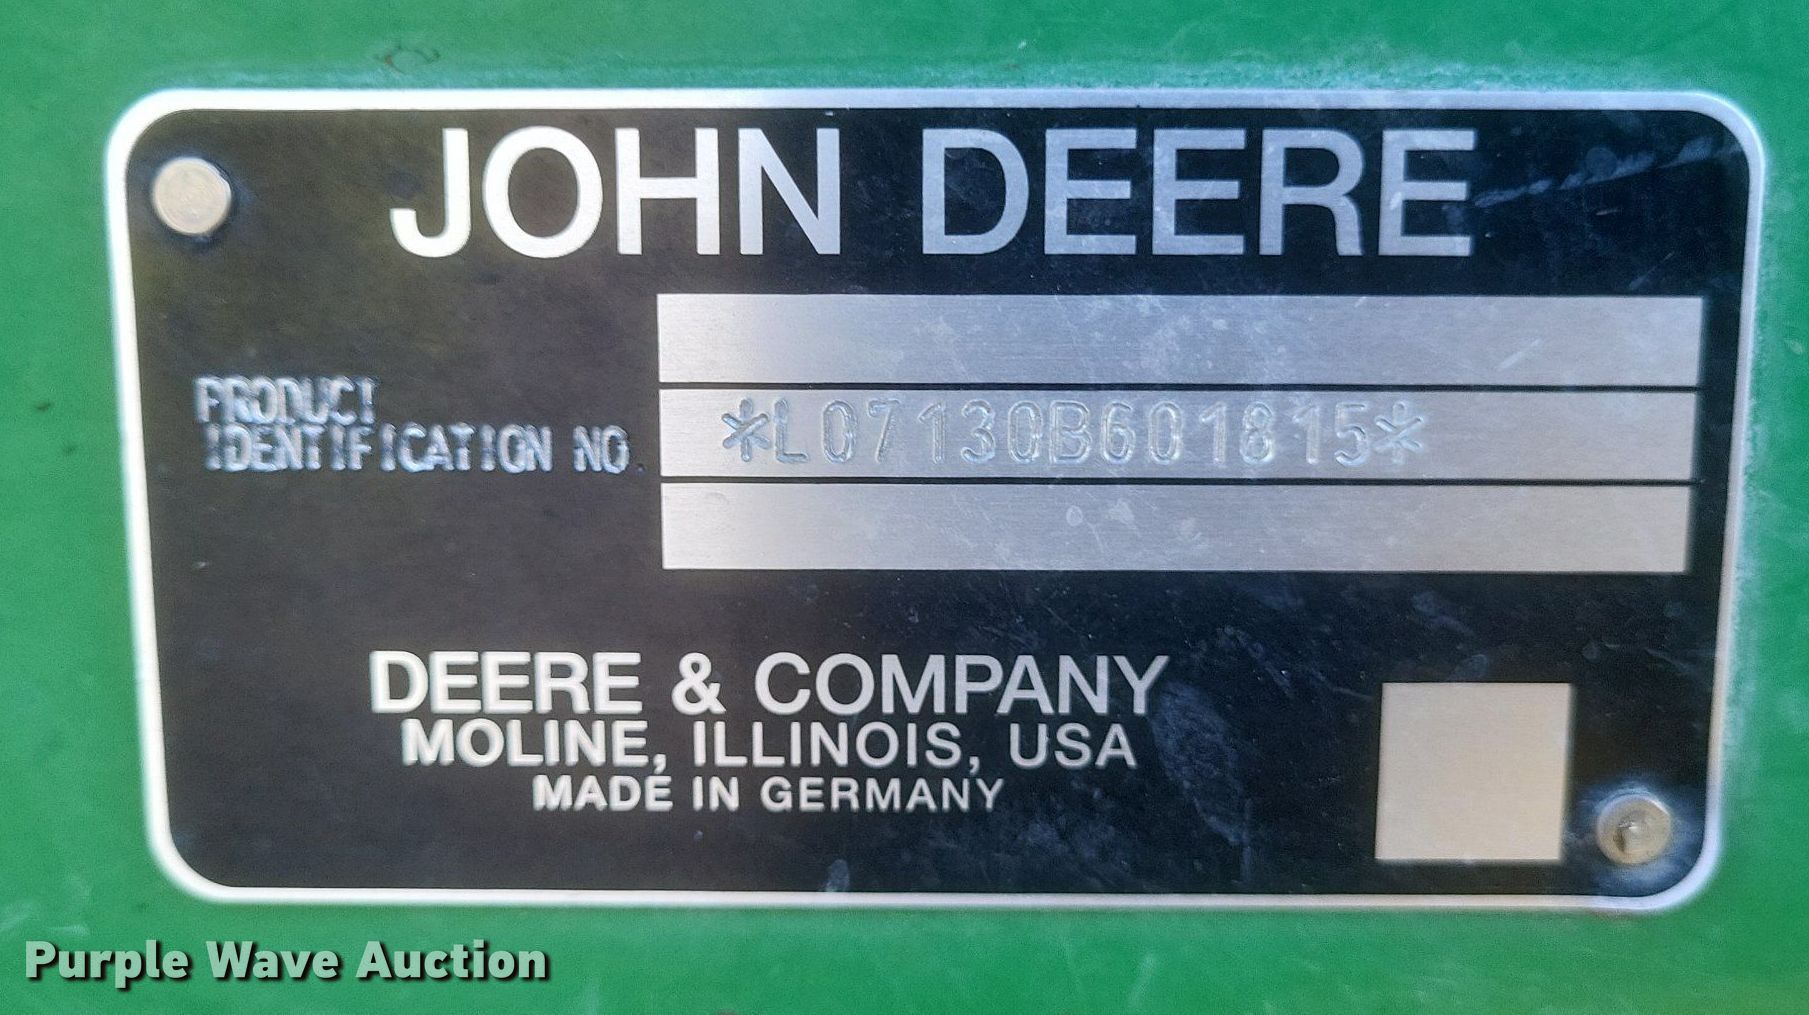 JOHN DEERE
PRODUCT
IDENTIFICATION NO.
*L07130B601815*
DEERE & COMPANY
MOLINE, ILLINOIS, USA
MADE IN GERMANY
Purple Wave Auction